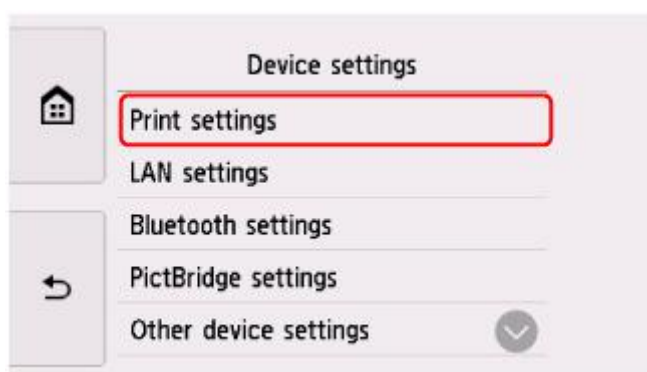 Device settings
Print settings
LAN settings
Bluetooth settings
PictBridge settings
Other device settings